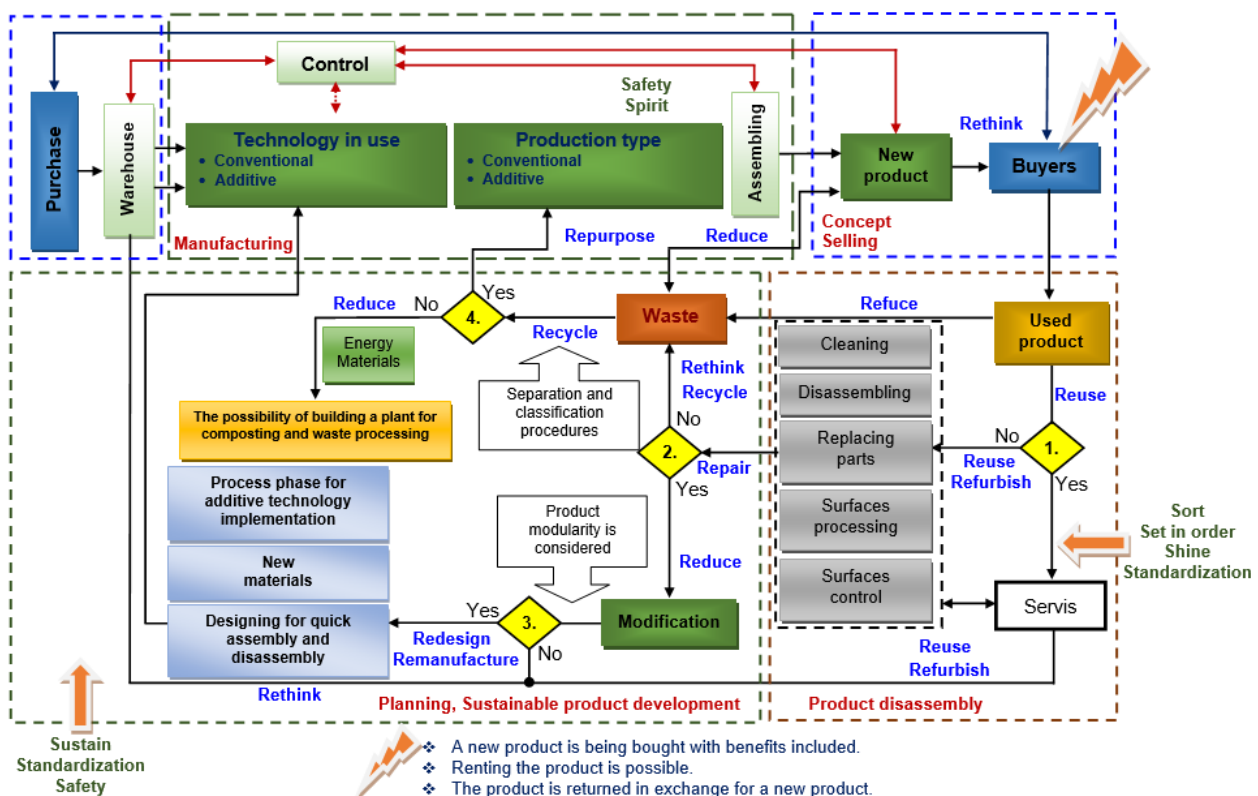 Purchase
Warehouse
Control
Safety
Spirit
Technology in use
• Conventional
• Additive
Production type
• Conventional
• Additive
Assembling
New
product
Rethink
Buyers
Manufacturing
Repurpose
Reduce
Concept
Selling
No
Yes
4.
Reduce
Recycle
Waste
Refuce
Used
product
Energy
Materials
Rethink
Recycle
Cleaning
Disassembling
Replacing
parts
Surfaces
processing
Surfaces
control
Reuse
The possibility of building a plant for
composting and waste processing
Separation and
classification
procedures
No
2.
Yes
Repair
No
1.
Yes
Reuse
Refurbish
Process phase for
additive technology
implementation
New
materials
Designing for quick
assembly and
disassembly
Product
modularity is
considered
Reduce
Sort
Set in order
Shine
Standardization
Yes
3.
No
Redesign
Remanufacture
Modification
Servis
Reuse
Refurbish
Rethink
Planning, Sustainable product development
Product disassembly
Sustain
Standardization
Safety
❖ A new product is being bought with benefits included.
❖ Renting the product is possible.
❖ The product is returned in exchange for a new product.